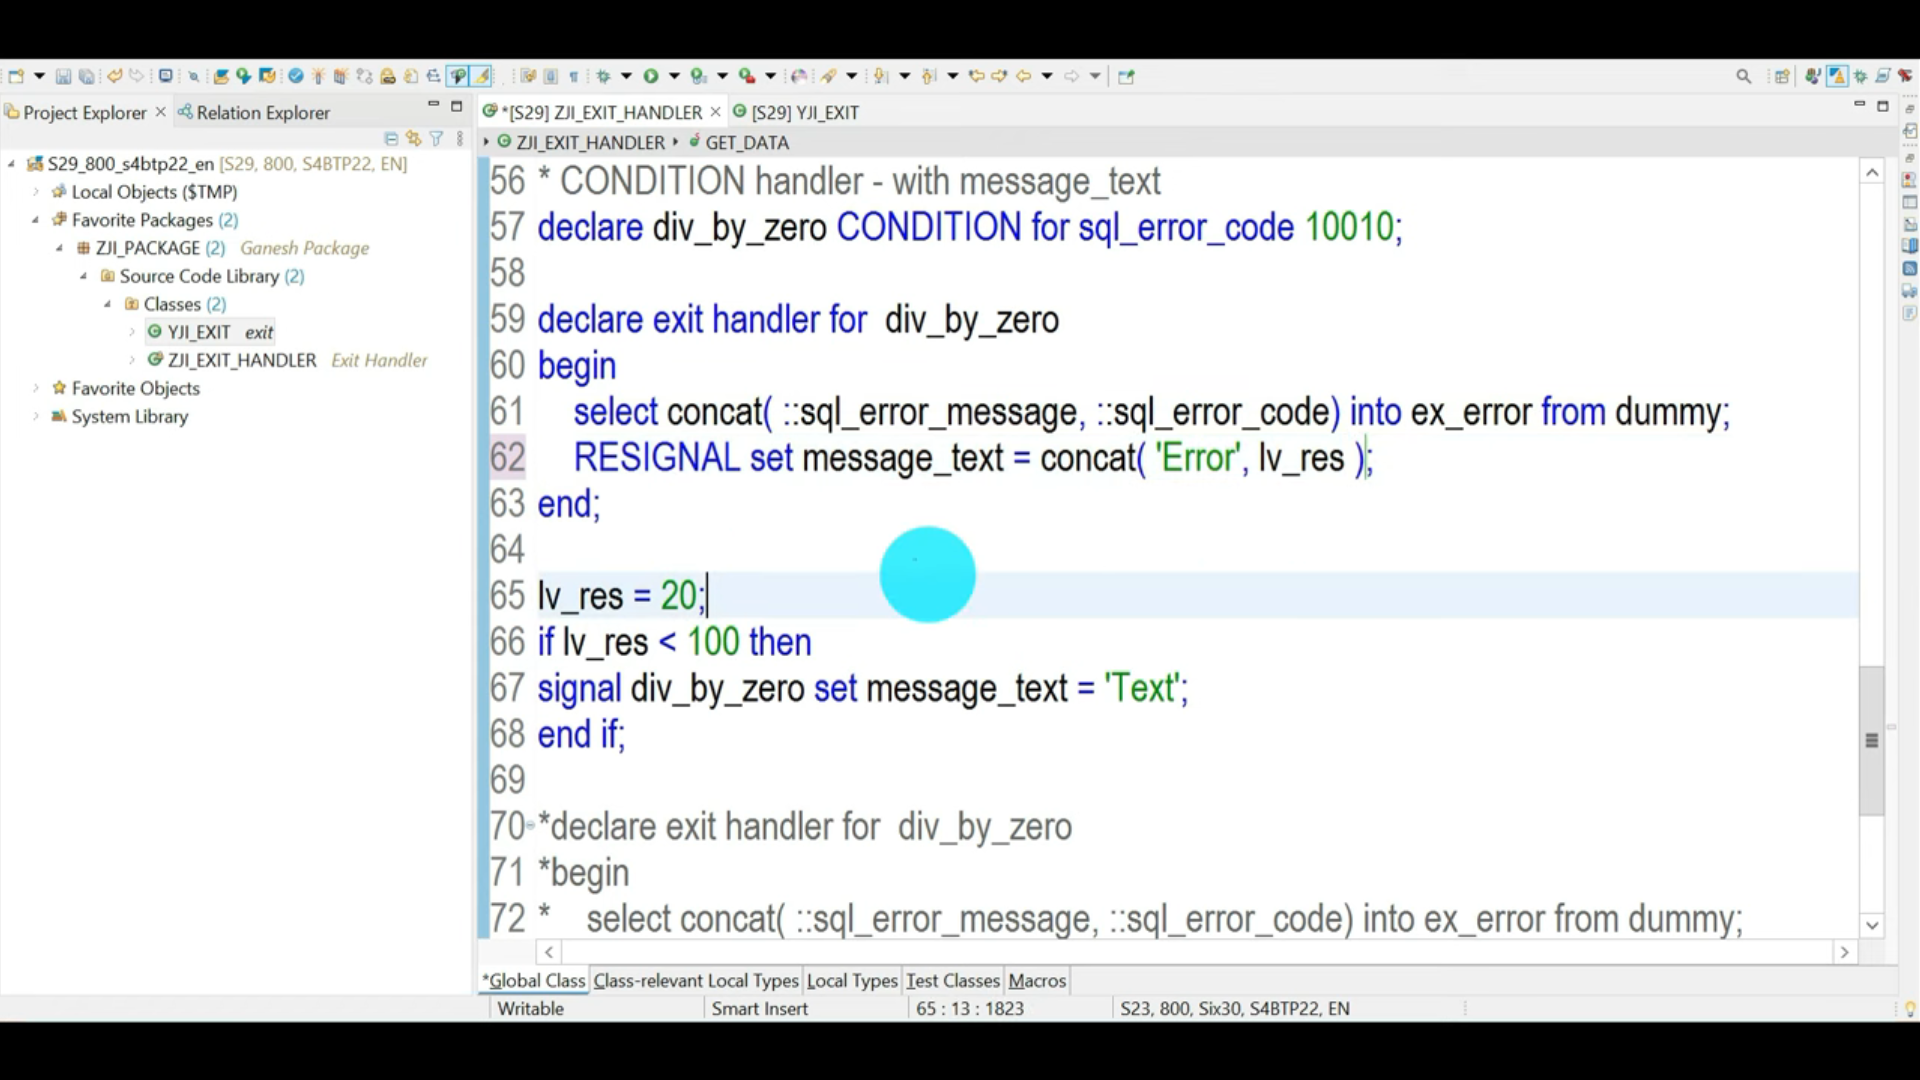 Project Explorer
Relation Explorer
*[S29] ZJI_EXIT_HANDLER
[S29] YJI_EXIT
ZJI_EXIT_HANDLER
GET_DATA
S29_800_s4btp22_en [S29, 800, S4BTP22, EN]
Local Objects ($TMP)
Favorite Packages (2)
ZJI_PACKAGE (2) Ganesh Package
Source Code Library (2)
Classes (2)
YJI_EXIT exit
ZJI_EXIT_HANDLER Exit Handler
Favorite Objects
System Library
56 * CONDITION handler - with message_text
57 declare div_by_zero CONDITION for sql_error_code 10010;
58
59 declare exit handler for div_by_zero
60 begin
61 select concat( ::sql_error_message, ::sql_error_code) into ex_error from dummy;
62 RESIGNAL set message_text = concat( 'Error', lv_res );
63 end;
64
65 lv_res = 20;
66 if lv_res < 100 then
67 signal div_by_zero set message_text = 'Text';
68 end if;
69
70 *declare exit handler for div_by_zero
71 *begin
72 * select concat( ::sql_error_message, ::sql_error_code) into ex_error from dummy;
*Global Class
Class-relevant Local Types
Local Types
Test Classes
Macros
Writable
Smart Insert
65 : 13 : 1823
S23, 800, Six30, S4BTP22, EN